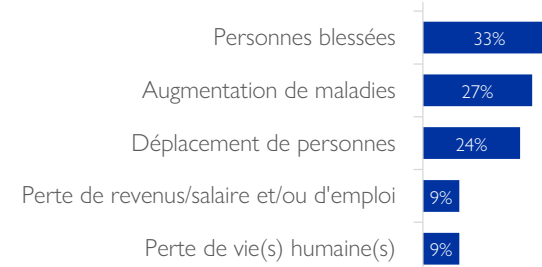 Personnes blessées 33%
Augmentation de maladies 27%
Déplacement de personnes 24%
Perte de revenus/salaire et/ou d'emploi 9%
Perte de vie(s) humaine(s) 9%